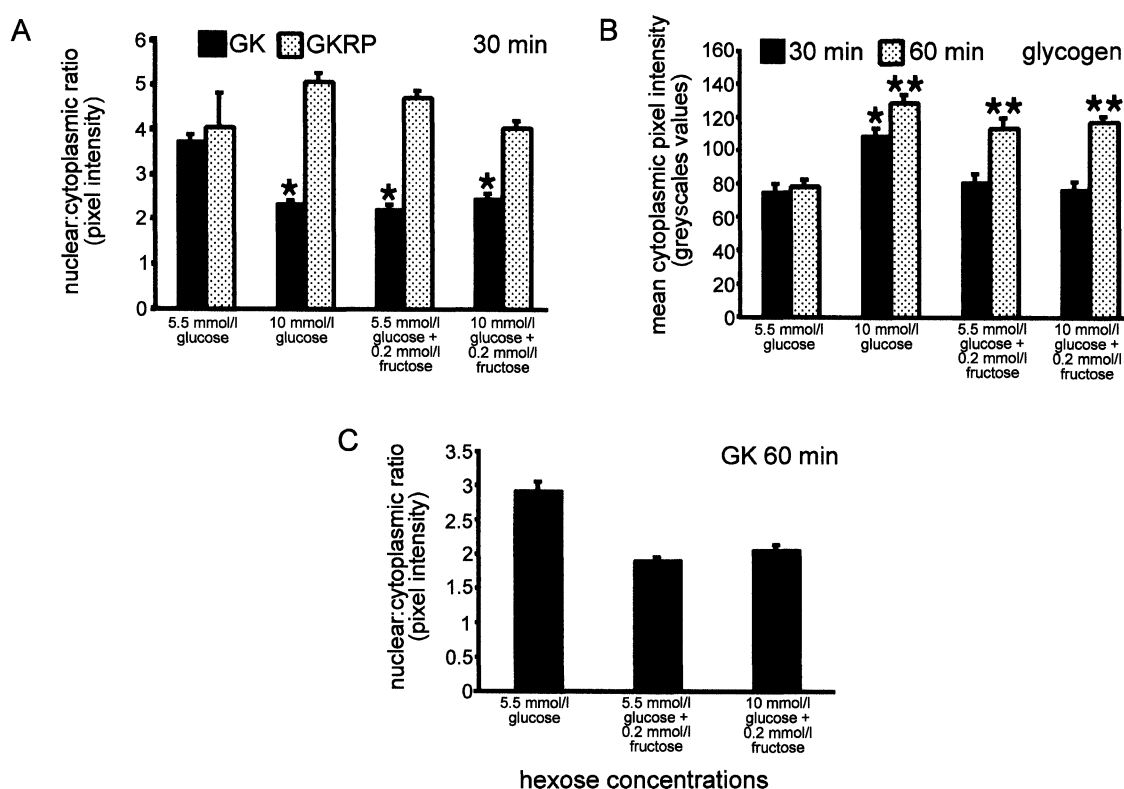 A
GK GKRP 30 min
nuclear:cytoplasmic ratio
(pixel intensity)
6
5
4
3
2
1
0
* * *
5.5 mmol/l
glucose
10 mmol/l
glucose
5.5 mmol/l
glucose +
0.2 mmol/l
fructose
10 mmol/l
glucose +
0.2 mmol/l
fructose
B
30 min 60 min glycogen
mean cytoplasmic pixel intensity
(greyscales values)
160
140
120
100
80
60
40
20
0
* ** ** **
5.5 mmol/l
glucose
10 mmol/l
glucose
5.5 mmol/l
glucose +
0.2 mmol/l
fructose
10 mmol/l
glucose +
0.2 mmol/l
fructose
C
GK 60 min
nuclear:cytoplasmic ratio
(pixel intensity)
3.5
3
2.5
2
1.5
1
0.5
0
5.5 mmol/l
glucose
5.5 mmol/l
glucose +
0.2 mmol/l
fructose
10 mmol/l
glucose +
0.2 mmol/l
fructose
hexose concentrations